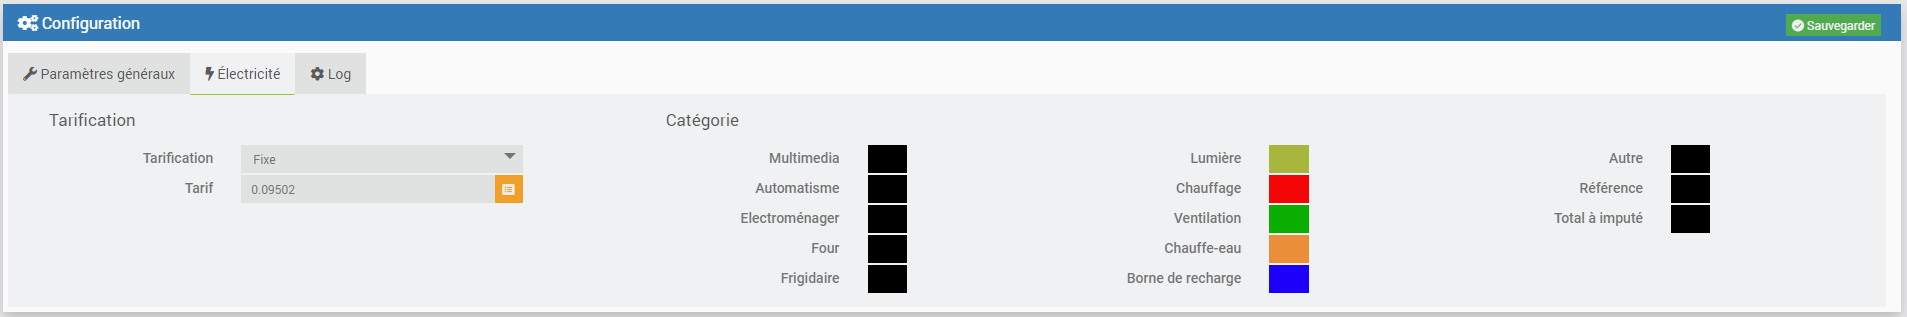 Configuration
Sauvegarder
Paramètres généraux
Électricité
Log
Tarification
Catégorie
Tarification
Fixe
Tarif
0.09502
Multimedia
Automatisme
Electroménager
Four
Frigidaire
Lumière
Chauffage
Ventilation
Chauffe-eau
Borne de recharge
Autre
Référence
Total à imputé